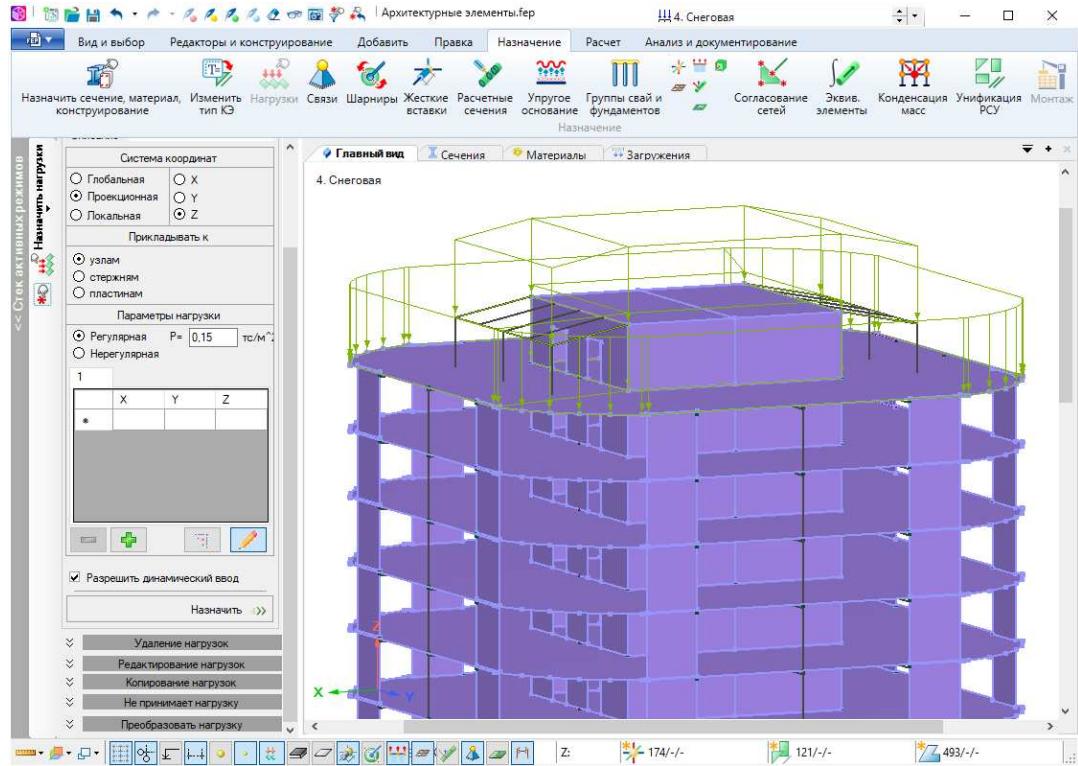 Архитектурные элементы.fep
4. Снеговая
Вид и выбор
Редакторы и конструирование
Добавить
Правка
Назначение
Расчет
Анализ и документирование
Назначить сечение, материал, конструирование
Изменить тип КЭ
Нагрузки
Связи
Шарниры
Жесткие вставки
Расчетные сечения
Упругое основание
Группы свай и фундаментов
Согласование сетей
Эквив. элементы
Конденсация масс
Унификация РСУ
Монтаж
Назначение
<< Стек активных режимов
Назначить нагрузки
Система координат
Глобальная
X
Проекционная
Y
Локальная
Z
Прикладывать к
узлам
стержням
пластинам
Параметры нагрузки
Регулярная P= 0,15 тс/м^2
Нерегулярная
1
X Y Z
Разрешить динамический ввод
Назначить
Удаление нагрузок
Редактирование нагрузок
Копирование нагрузок
Не принимает нагрузку
Преобразовать нагрузку
Главный вид
Сечения
Материалы
Загружения
4. Снеговая
Z
X
Y
Z:
174/-/-
121/-/-
493/-/-